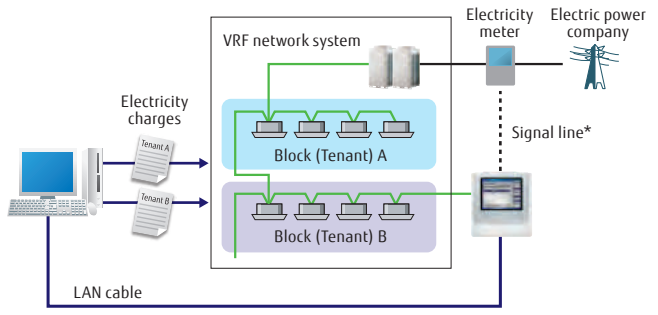 Electricity
meter
Electric power
company
VRF network system
Electricity
charges
Tenant A
Block (Tenant) A
Signal line*
Tenant B
Block (Tenant) B
LAN cable